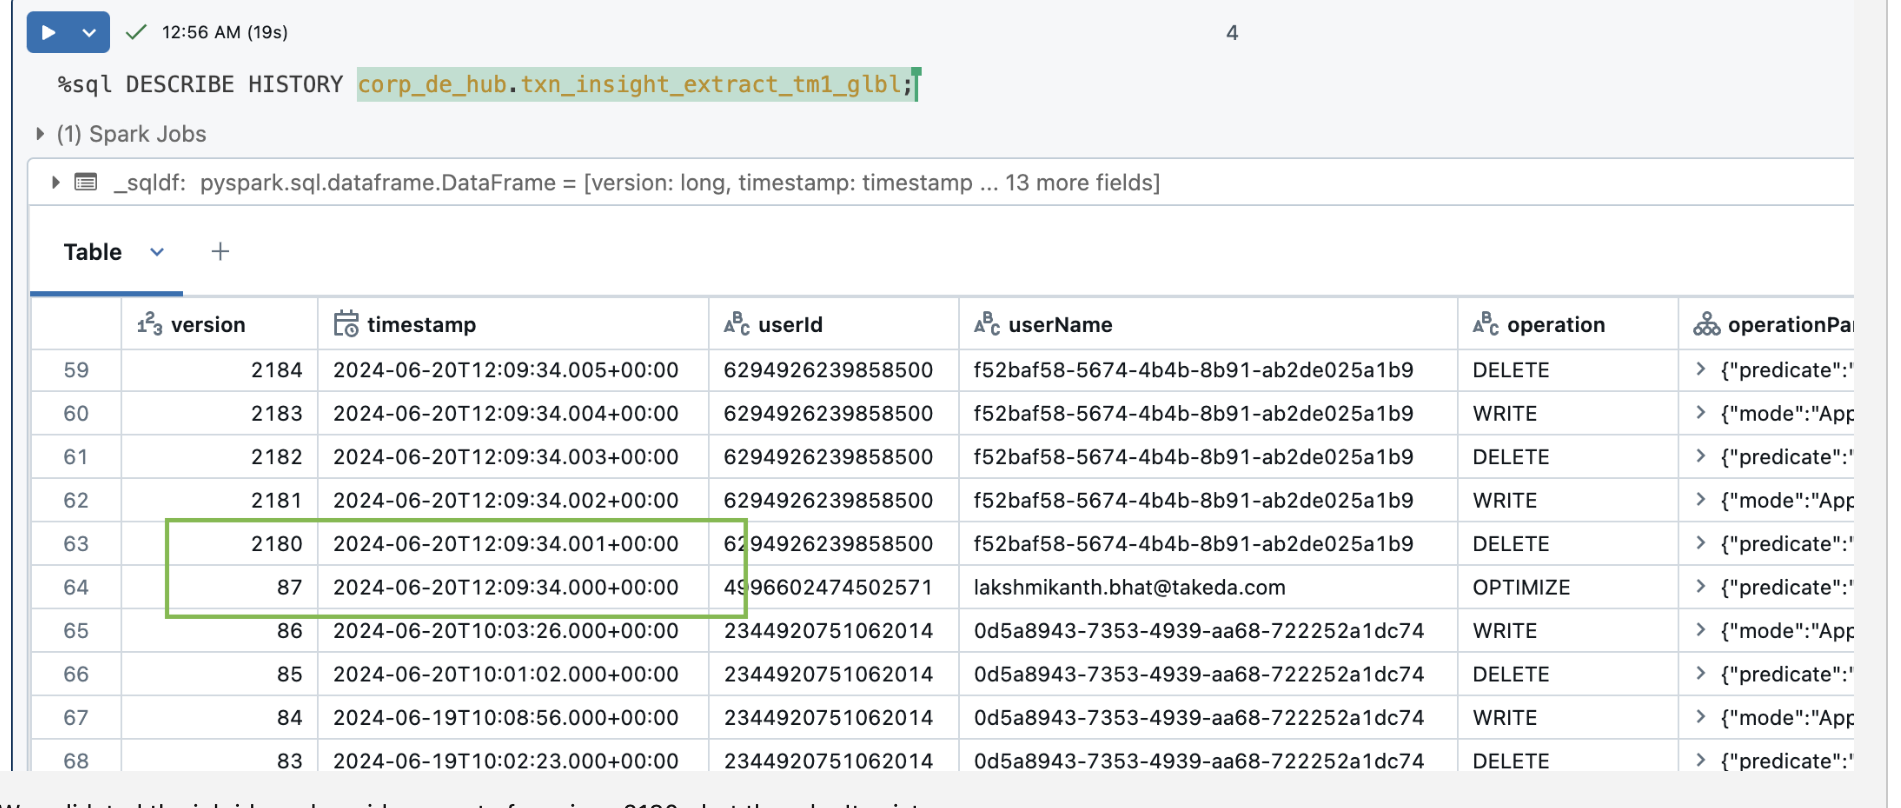 12:56 AM (19s)
4
%sql DESCRIBE HISTORY corp_de_hub.txn_insight_extract_tm1_glbl;
(1) Spark Jobs
_sqldf: pyspark.sql.dataframe.DataFrame = [version: long, timestamp: timestamp ... 13 more fields]
Table
version timestamp userId userName operation operationPar
59 2184 2024-06-20T12:09:34.005+00:00 6294926239858500 f52baf58-5674-4b4b-8b91-ab2de025a1b9 DELETE {"predicate":"
60 2183 2024-06-20T12:09:34.004+00:00 6294926239858500 f52baf58-5674-4b4b-8b91-ab2de025a1b9 WRITE {"mode":"App
61 2182 2024-06-20T12:09:34.003+00:00 6294926239858500 f52baf58-5674-4b4b-8b91-ab2de025a1b9 DELETE {"predicate":"
62 2181 2024-06-20T12:09:34.002+00:00 6294926239858500 f52baf58-5674-4b4b-8b91-ab2de025a1b9 WRITE {"mode":"App
63 2180 2024-06-20T12:09:34.001+00:00 6294926239858500 f52baf58-5674-4b4b-8b91-ab2de025a1b9 DELETE {"predicate":"
64 87 2024-06-20T12:09:34.000+00:00 4996602474502571 lakshmikanth.bhat@takeda.com OPTIMIZE {"predicate":"
65 86 2024-06-20T10:03:26.000+00:00 2344920751062014 0d5a8943-7353-4939-aa68-722252a1dc74 WRITE {"mode":"App
66 85 2024-06-20T10:01:02.000+00:00 2344920751062014 0d5a8943-7353-4939-aa68-722252a1dc74 DELETE {"predicate":"
67 84 2024-06-19T10:08:56.000+00:00 2344920751062014 0d5a8943-7353-4939-aa68-722252a1dc74 WRITE {"mode":"App
68 83 2024-06-19T10:02:23.000+00:00 2344920751062014 0d5a8943-7353-4939-aa68-722252a1dc74 DELETE {"predicate":"